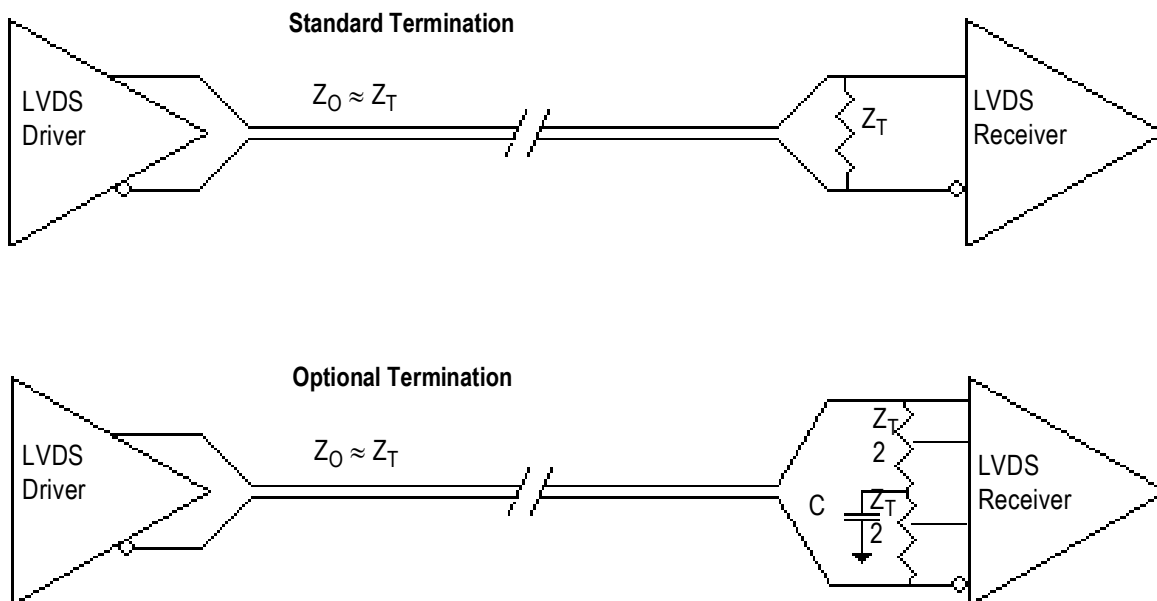 Standard Termination
LVDS
Driver
Z_O ≈ Z_T
Z_T
LVDS
Receiver
Optional Termination
LVDS
Driver
Z_O ≈ Z_T
Z_T
2
C
Z_T
2
LVDS
Receiver